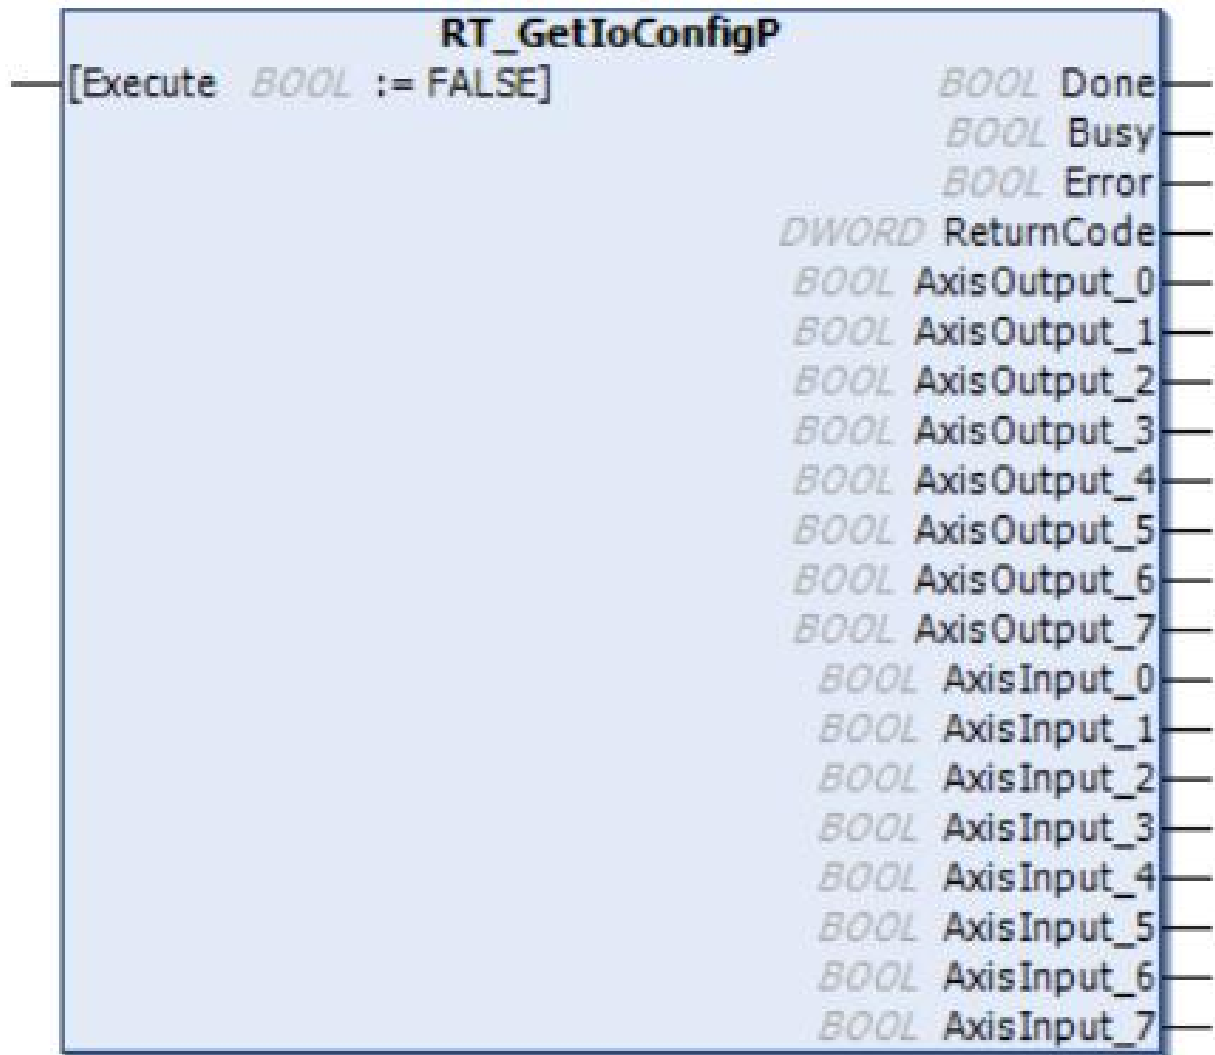 RT_GetIoConfigP
[Execute BOOL := FALSE] BOOL Done
BOOL Busy
BOOL Error
DWORD ReturnCode
BOOL AxisOutput_0
BOOL AxisOutput_1
BOOL AxisOutput_2
BOOL AxisOutput_3
BOOL AxisOutput_4
BOOL AxisOutput_5
BOOL AxisOutput_6
BOOL AxisOutput_7
BOOL AxisInput_0
BOOL AxisInput_1
BOOL AxisInput_2
BOOL AxisInput_3
BOOL AxisInput_4
BOOL AxisInput_5
BOOL AxisInput_6
BOOL AxisInput_7